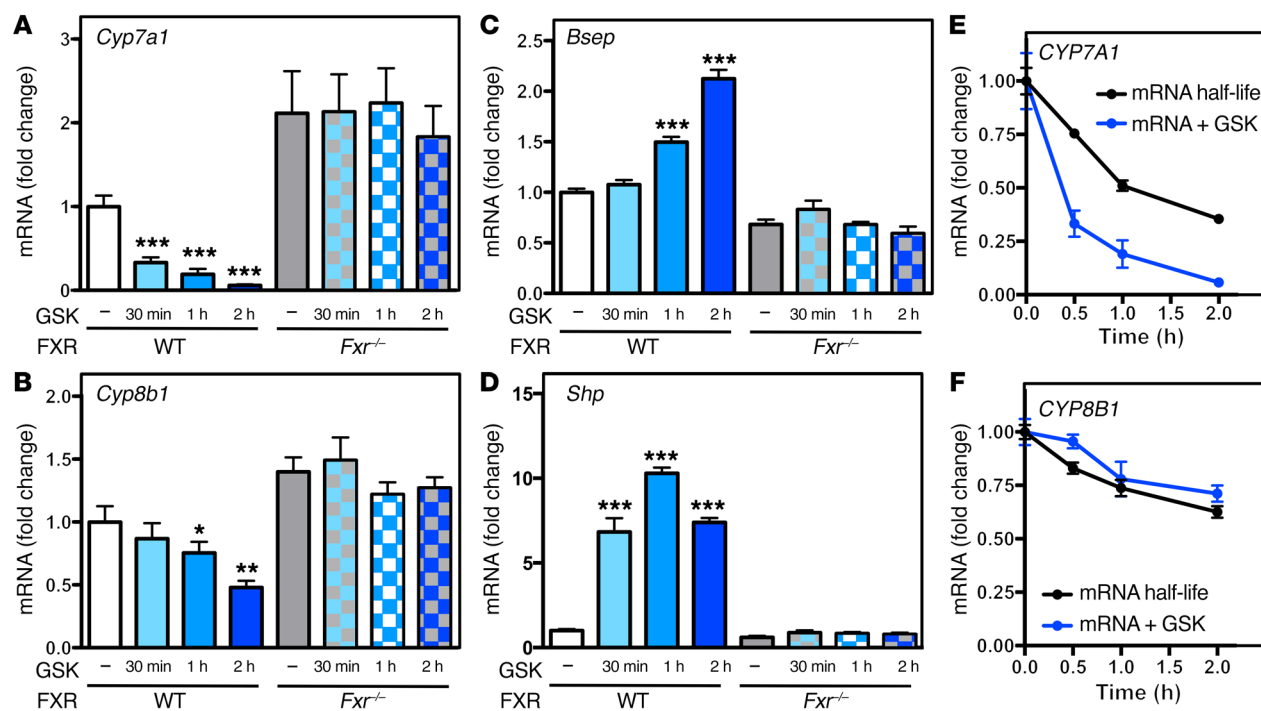 A
Cyp7a1
mRNA (fold change)
3
2
1
0
*** *** ***
GSK – 30 min 1 h 2 h – 30 min 1 h 2 h
FXR WT Fxr–/–
B
Cyp8b1
mRNA (fold change)
2.0
1.5
1.0
0.5
0.0
* **
GSK – 30 min 1 h 2 h – 30 min 1 h 2 h
FXR WT Fxr–/–
C
Bsep
mRNA (fold change)
2.5
2.0
1.5
1.0
0.5
0.0
*** ***
GSK – 30 min 1 h 2 h – 30 min 1 h 2 h
FXR WT Fxr–/–
D
Shp
mRNA (fold change)
15
10
5
0
*** *** ***
GSK – 30 min 1 h 2 h – 30 min 1 h 2 h
FXR WT Fxr–/–
E
CYP7A1
mRNA half-life
mRNA + GSK
mRNA (fold change)
1.00
0.75
0.50
0.25
0.00
0.0 0.5 1.0 1.5 2.0
Time (h)
F
CYP8B1
mRNA (fold change)
1.00
0.75
0.50
0.25
0.00
mRNA half-life
mRNA + GSK
0.0 0.5 1.0 1.5 2.0
Time (h)